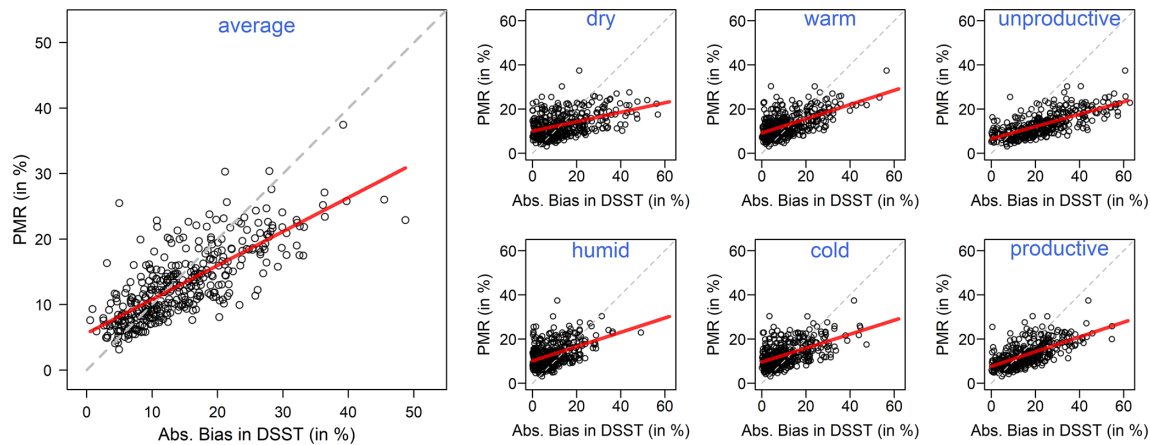 average
PMR (in %)
50
40
30
20
10
0
0 10 20 30 40 50
Abs. Bias in DSST (in %)
dry
PMR (in %)
60
40
20
0
0 20 40 60
Abs. Bias in DSST (in %)
warm
PMR (in %)
60
40
20
0
0 20 40 60
Abs. Bias in DSST (in %)
unproductive
PMR (in %)
60
40
20
0
0 20 40 60
Abs. Bias in DSST (in %)
humid
PMR (in %)
60
40
20
0
0 20 40 60
Abs. Bias in DSST (in %)
cold
PMR (in %)
60
40
20
0
0 20 40 60
Abs. Bias in DSST (in %)
productive
PMR (in %)
60
40
20
0
0 20 40 60
Abs. Bias in DSST (in %)